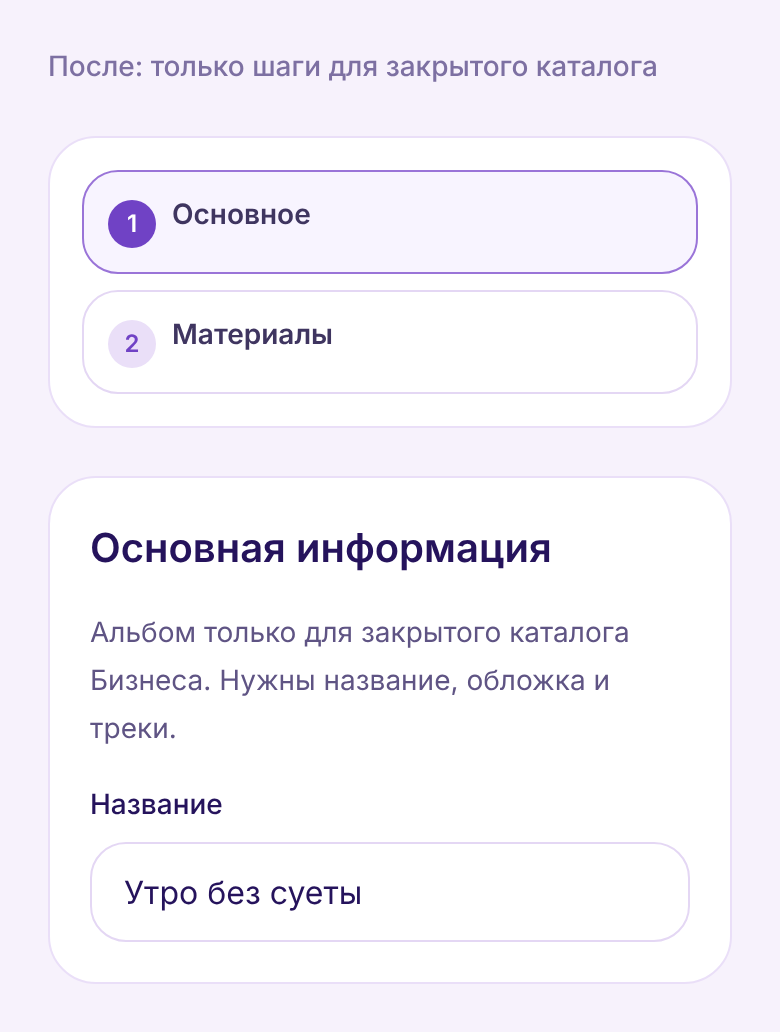 После: только шаги для закрытого каталога
1 Основное
2 Материалы
Основная информация
Альбом только для закрытого каталога
Бизнеса. Нужны название, обложка и
треки.
Название
Утро без суеты